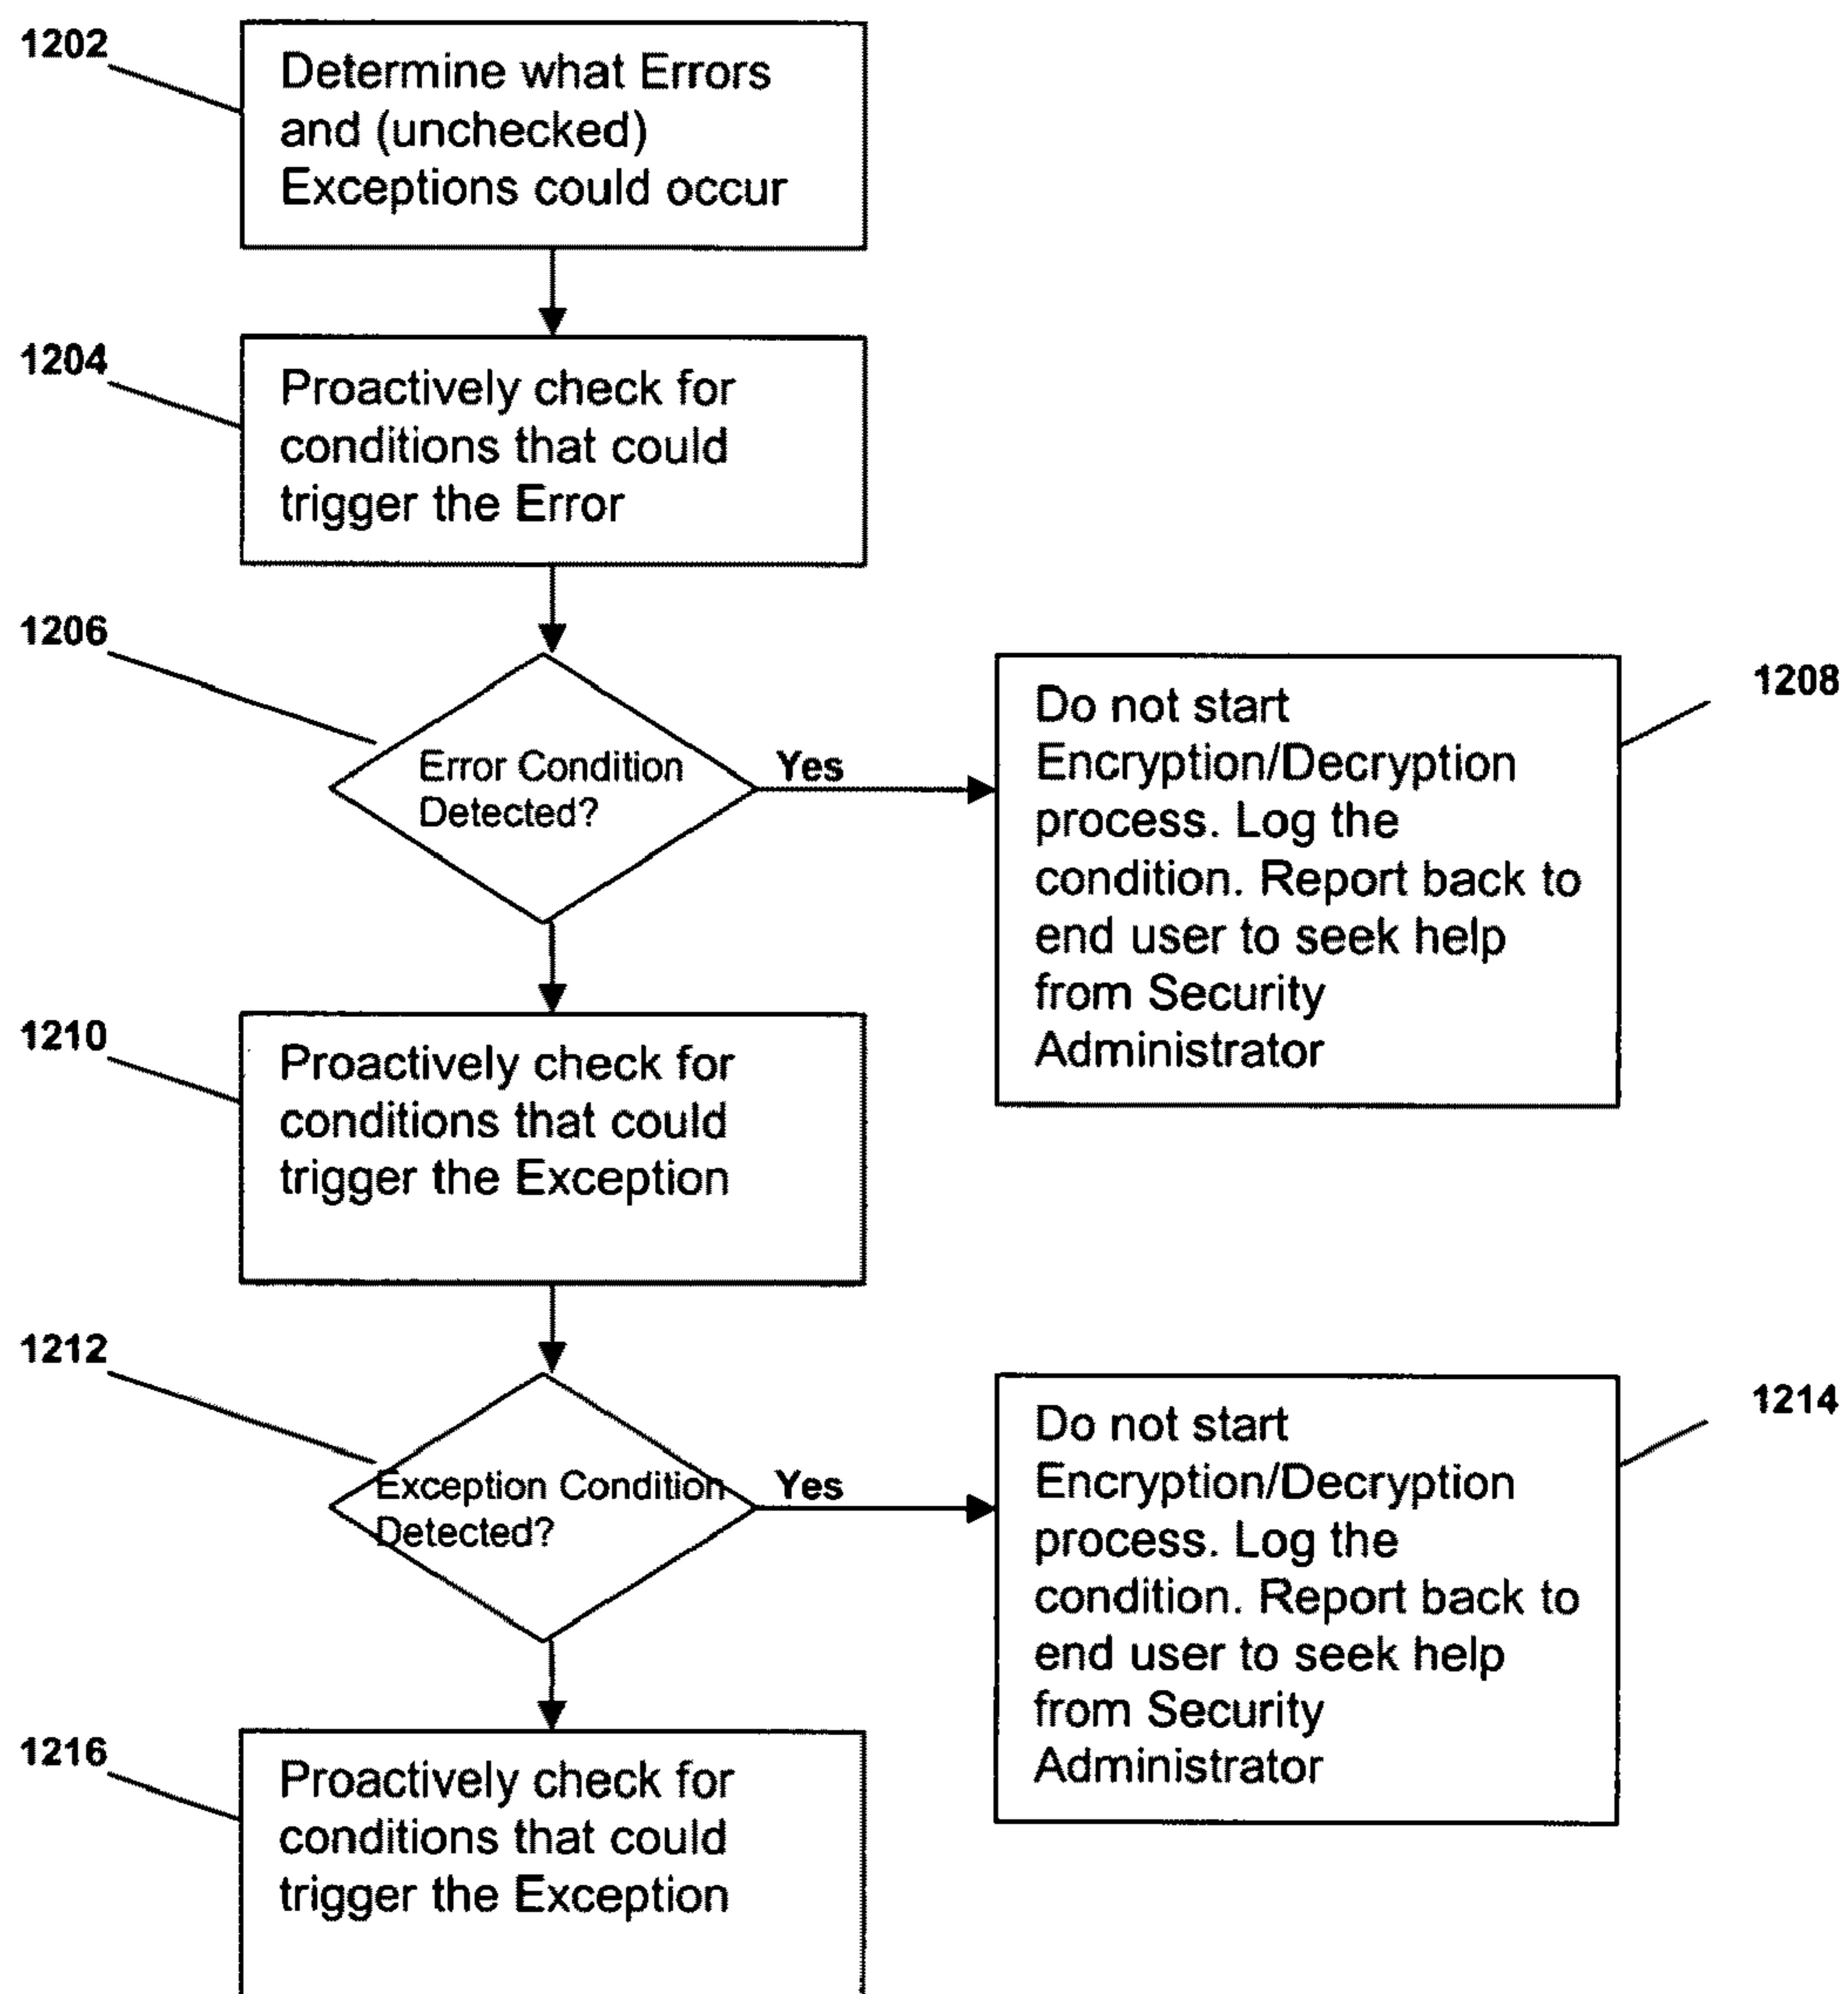 1202
Determine what Errors
and (unchecked)
Exceptions could occur
1204
Proactively check for
conditions that could
trigger the Error
1206
Error Condition
Detected?
Yes
1208
Do not start
Encryption/Decryption
process. Log the
condition. Report back to
end user to seek help
from Security
Administrator
1210
Proactively check for
conditions that could
trigger the Exception
1212
Exception Condition
Detected?
Yes
1214
Do not start
Encryption/Decryption
process. Log the
condition. Report back to
end user to seek help
from Security
Administrator
1216
Proactively check for
conditions that could
trigger the Exception